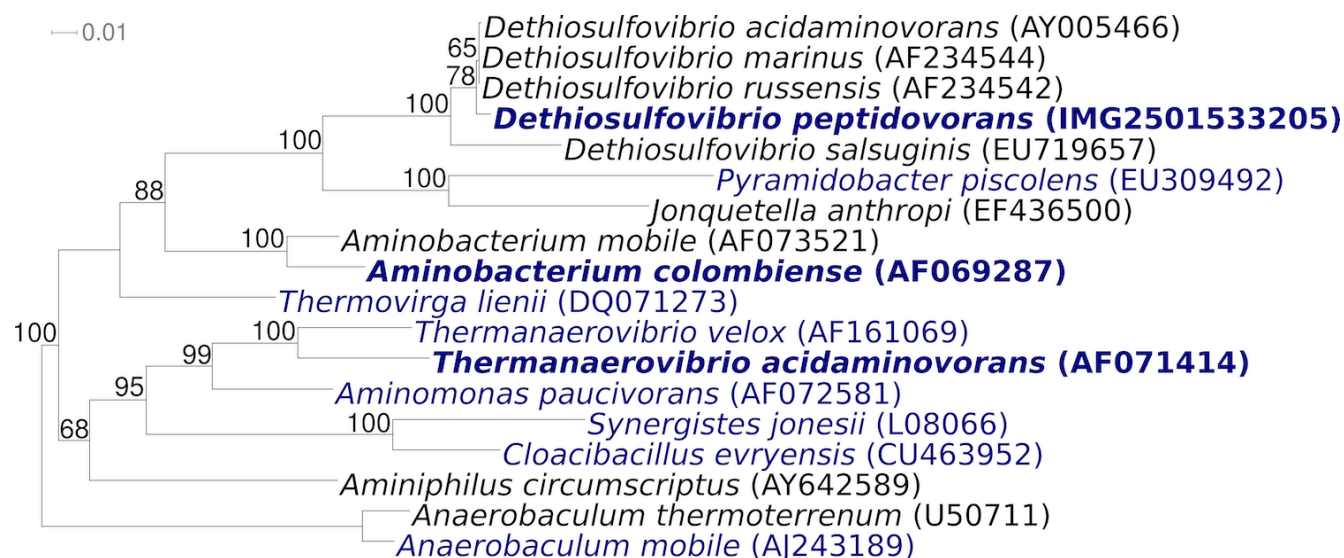 0.01
Dethiosulfovibrio acidaminovorans (AY005466)
65
Dethiosulfovibrio marinus (AF234544)
78
Dethiosulfovibrio russensis (AF234542)
100
Dethiosulfovibrio peptidovorans (IMG2501533205)
100
Dethiosulfovibrio salsuginis (EU719657)
100
Pyramidobacter piscolens (EU309492)
88
Jonquetella anthropi (EF436500)
100
Aminobacterium mobile (AF073521)
Aminobacterium colombiense (AF069287)
Thermovirga lienii (DQ071273)
100
100
Thermanaerovibrio velox (AF161069)
99
Thermanaerovibrio acidaminovorans (AF071414)
95
Aminomonas paucivorans (AF072581)
68
100
Synergistes jonesii (L08066)
Cloacibacillus evryensis (CU463952)
Aminiphilus circumscriptus (AY642589)
Anaerobaculum thermoterrenum (U50711)
Anaerobaculum mobile (AJ243189)